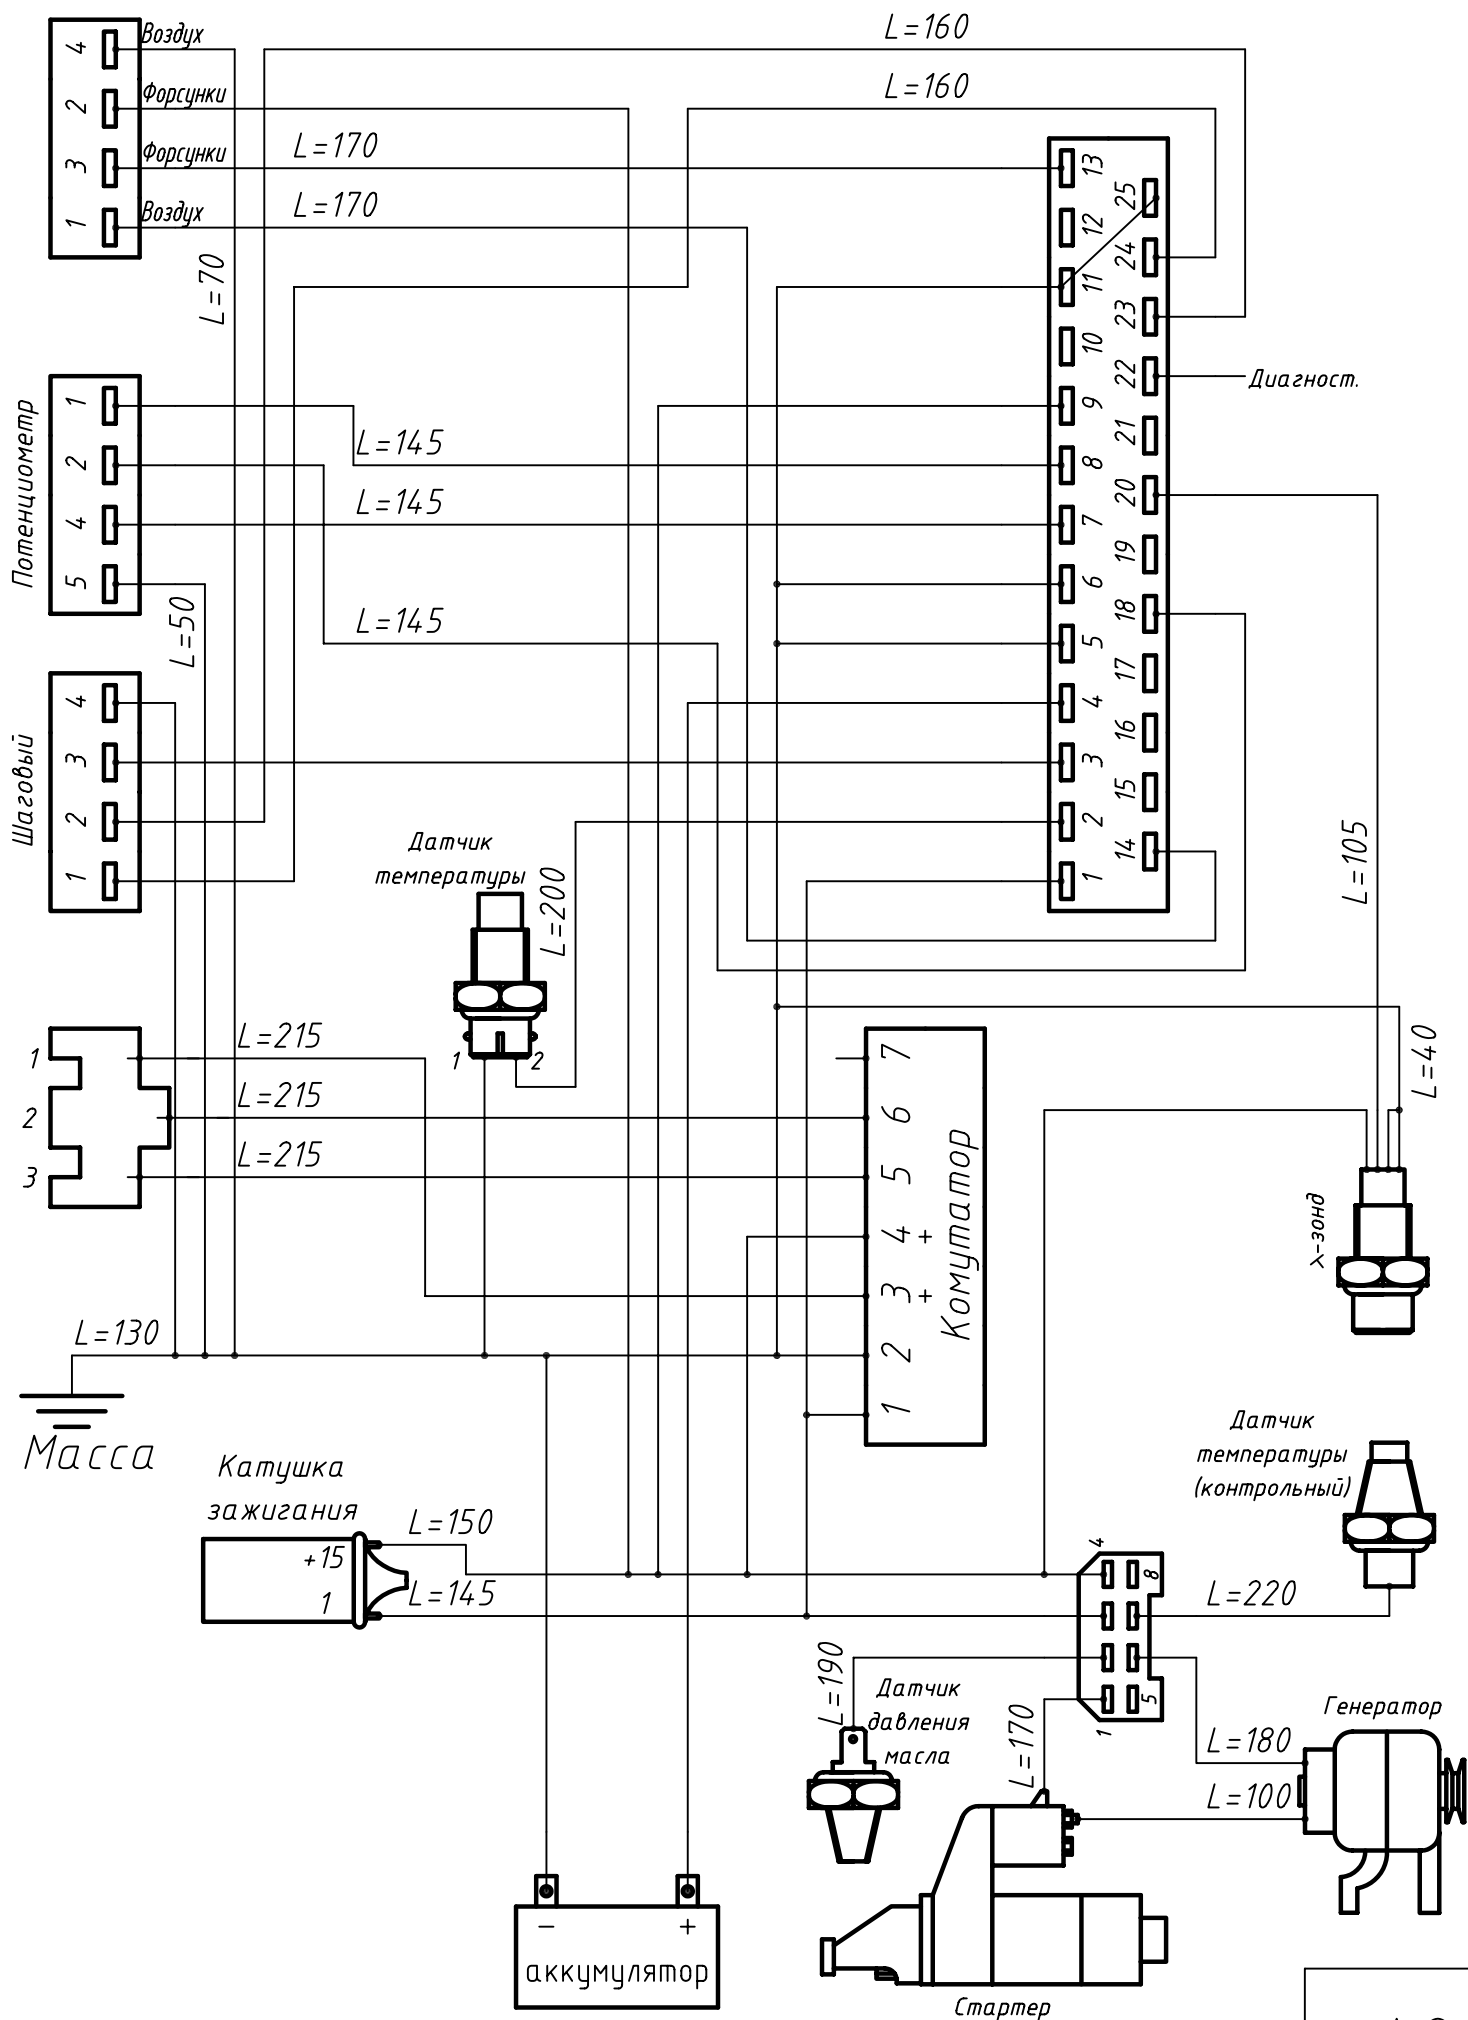 4
Воздух
2
Форсунки
3
Форсунки
1
Воздух
L=160
L=160
L=170
L=170
L=70
13
12
11
10
9
8
7
6
5
4
3
2
1
25
24
23
22
21
20
19
18
17
16
15
14
Диагност.
Потенциометр
1
2
4
5
L=145
L=145
L=145
L=50
Шаговый
4
3
2
1
Датчик
температуры
L=200
1
2
L=105
L=40
1
2
3
L=215
L=215
L=215
7
6
5
4 +
3 +
2
1
Комутатор
λ-зонд
L=130
Масса
Катушка
зажигания
+15
1
L=150
L=145
Датчик
температуры
(контрольный)
4
8
1
5
L=220
L=190
Датчик
давления
масла
L=170
L=180
L=100
Генератор
Стартер
−
+
аккумулятор